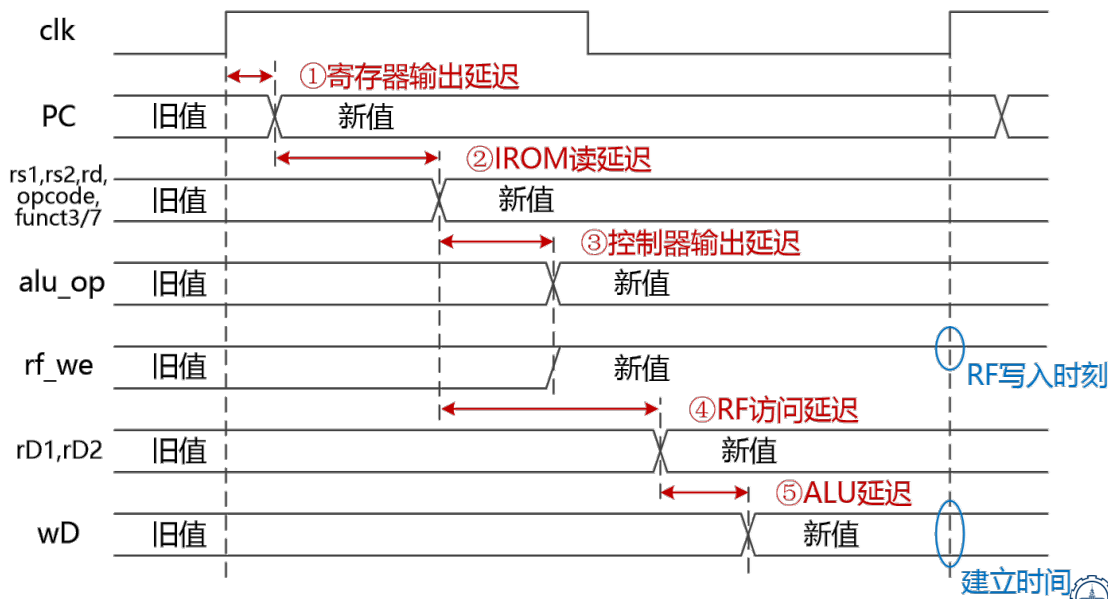 clk
①寄存器输出延迟
PC 旧值 新值
②IROM读延迟
rs1,rs2,rd,
opcode,
funct3/7
旧值 新值
③控制器输出延迟
alu_op 旧值 新值
rf_we 旧值 新值
RF写入时刻
④RF访问延迟
rD1,rD2 旧值 新值
⑤ALU延迟
wD 旧值 新值
建立时间